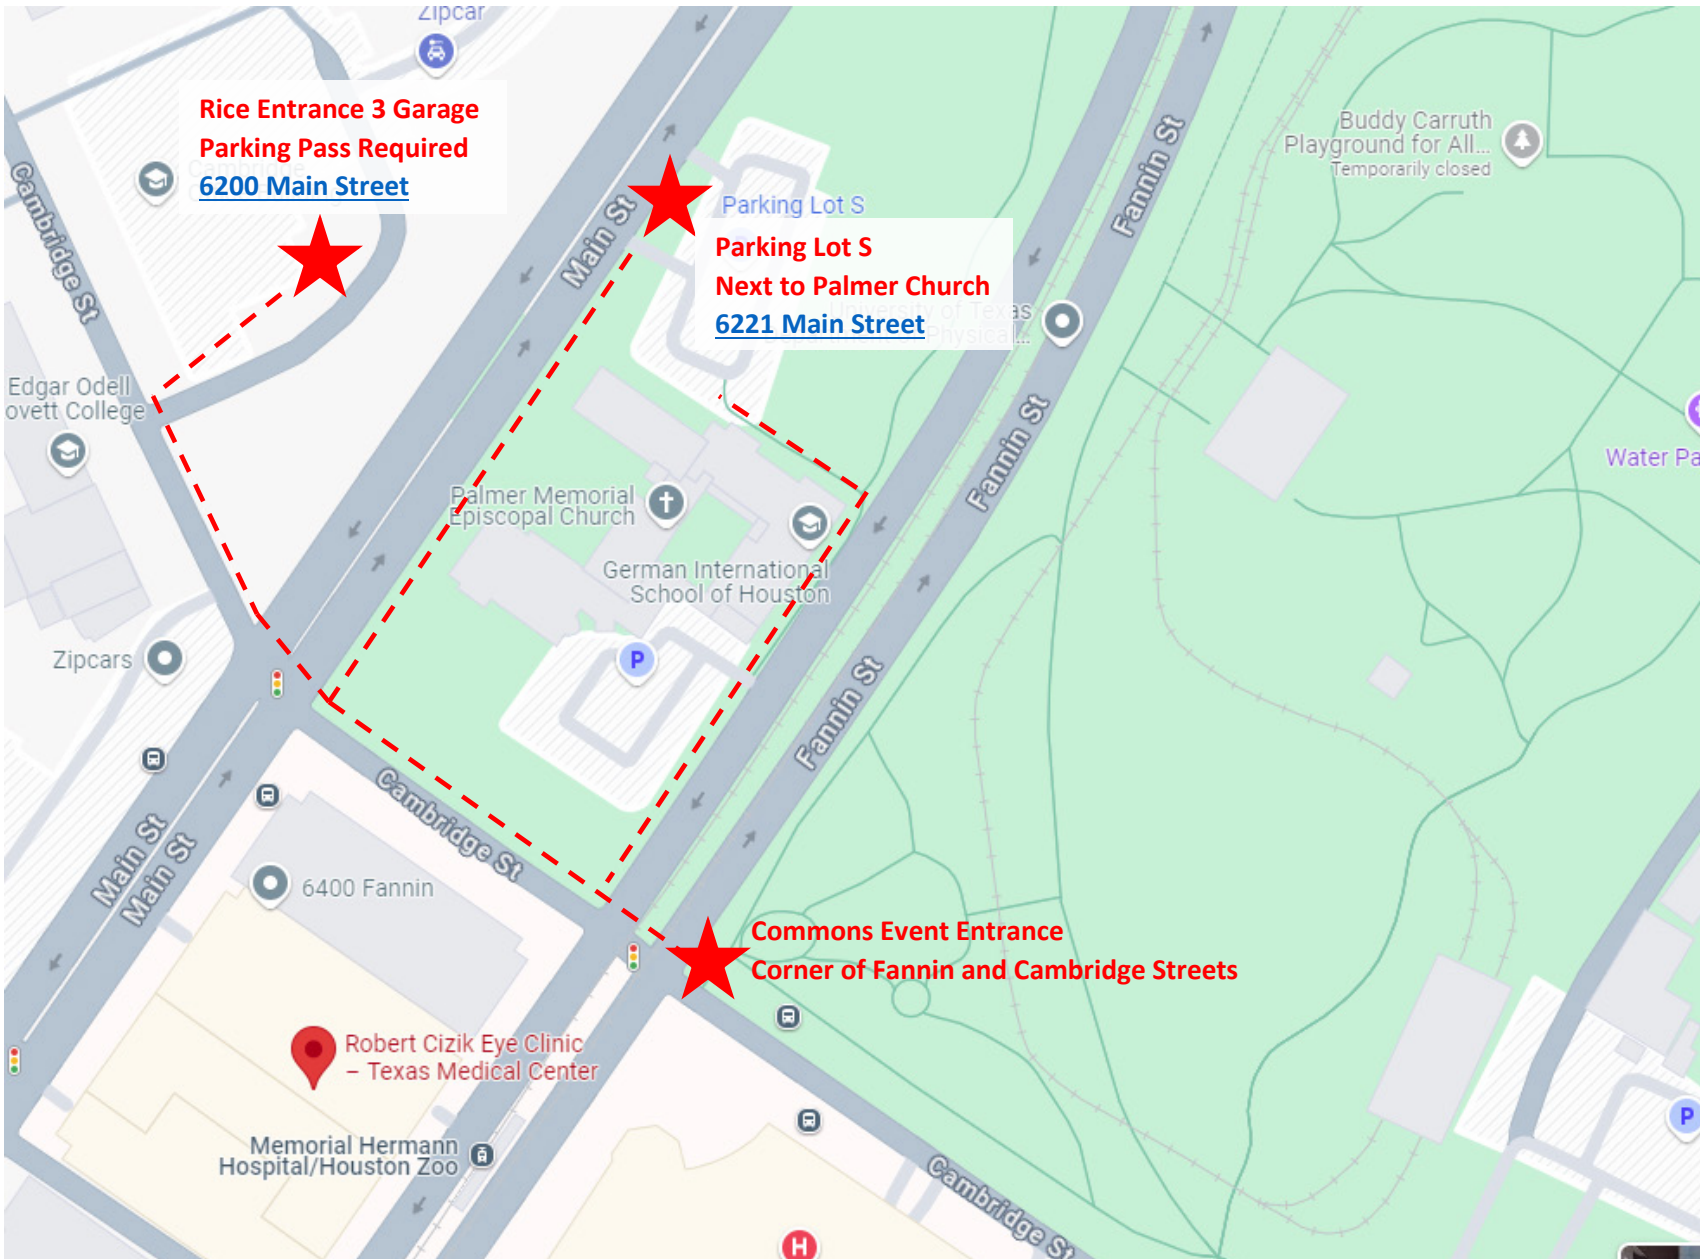 Zipcar
Rice Entrance 3 Garage
Parking Pass Required
6200 Main Street
Cambridge St
Main St
Parking Lot S
Parking Lot S
Next to Palmer Church
6221 Main Street
University of Texas
Physical...
Fannin St
Buddy Carruth
Playground for All...
Temporarily closed
Edgar Odell
ovett College
Fannin St
Water Pa
Palmer Memorial
Episcopal Church
German International
School of Houston
Zipcars
P
Fannin St
Cambridge St
Main St
Main St
6400 Fannin
Commons Event Entrance
Corner of Fannin and Cambridge Streets
Robert Cizik Eye Clinic
– Texas Medical Center
Memorial Hermann
Hospital/Houston Zoo
P
Cambridge St
H